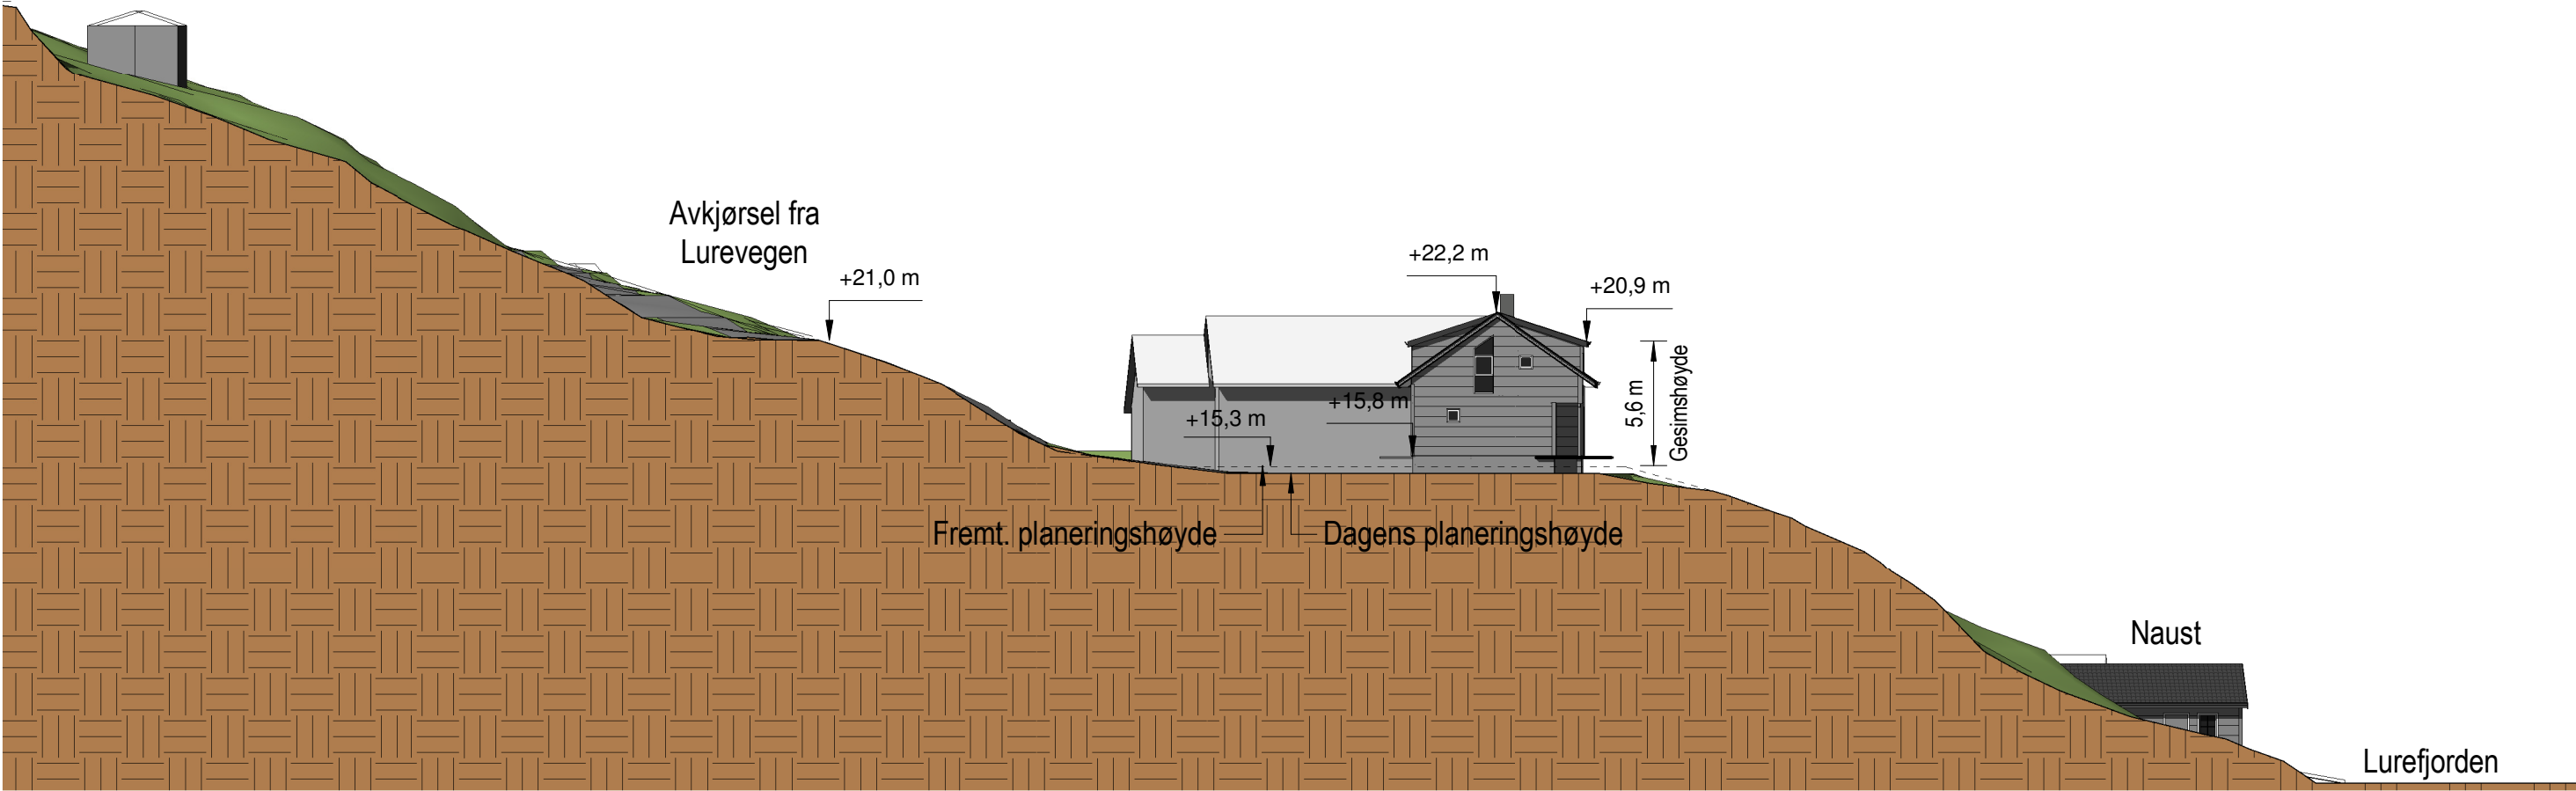 Avkjørsel fra
Lurevegen
+21,0 m
+22,2 m
+20,9 m
+15,8 m
+15,3 m
5,6 m
Gesimshøyde
Fremt. planeringshøyde
Dagens planeringshøyde
Naust
Lurefjorden